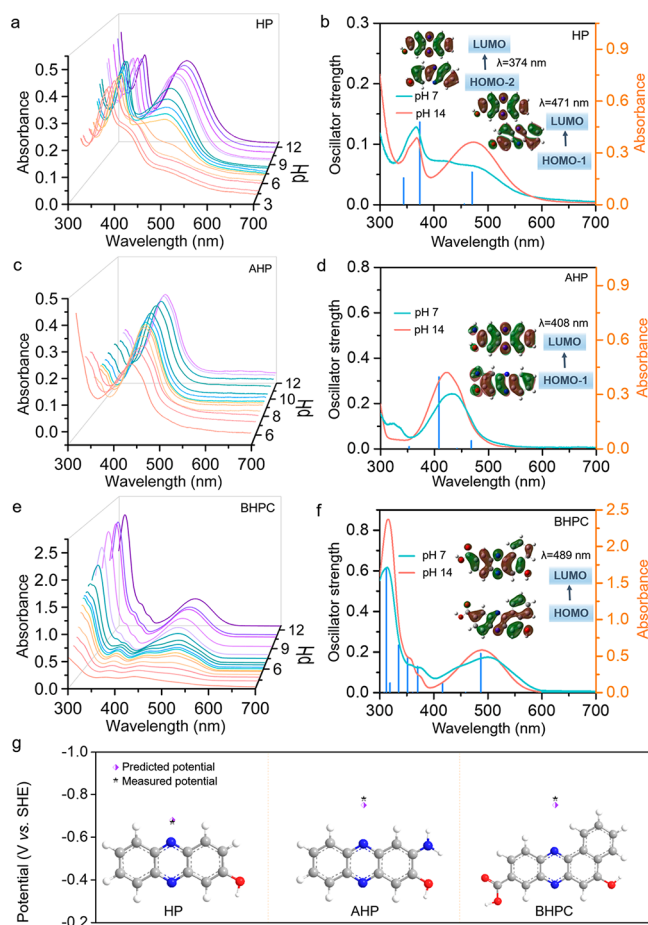 a
HP
0.5
0.4
0.3
0.2
0.1
0.0
Absorbance
300 400 500 600 700
Wavelength (nm)
3
6
9
12
pH
b
HP
0.3
0.2
0.1
0.0
Oscillator strength
LUMO
λ=374 nm
HOMO-2
pH 7
pH 14
λ=471 nm
LUMO
HOMO-1
0.9
0.6
0.3
0.0
Absorbance
300 400 500 600 700
Wavelength (nm)
c
AHP
0.5
0.4
0.3
0.2
0.1
0.0
Absorbance
300 400 500 600 700
Wavelength (nm)
6
8
10
12
pH
d
AHP
0.8
0.6
0.4
0.2
0.0
Oscillator strength
pH 7
pH 14
λ=408 nm
LUMO
HOMO-1
0.9
0.6
0.3
0.0
Absorbance
300 400 500 600 700
Wavelength (nm)
e
BHPC
2.5
2.0
1.5
1.0
0.5
0.0
Absorbance
300 400 500 600 700
Wavelength (nm)
6
9
12
pH
f
BHPC
0.8
0.6
0.4
0.2
0.0
Oscillator strength
pH 7
pH 14
λ=489 nm
LUMO
HOMO
2.5
2.0
1.5
1.0
0.5
0.0
Absorbance
300 400 500 600 700
Wavelength (nm)
g
-1.0
-0.8
-0.6
-0.4
-0.2
Potential (V vs. SHE)
Predicted potential
Measured potential
HP
AHP
BHPC